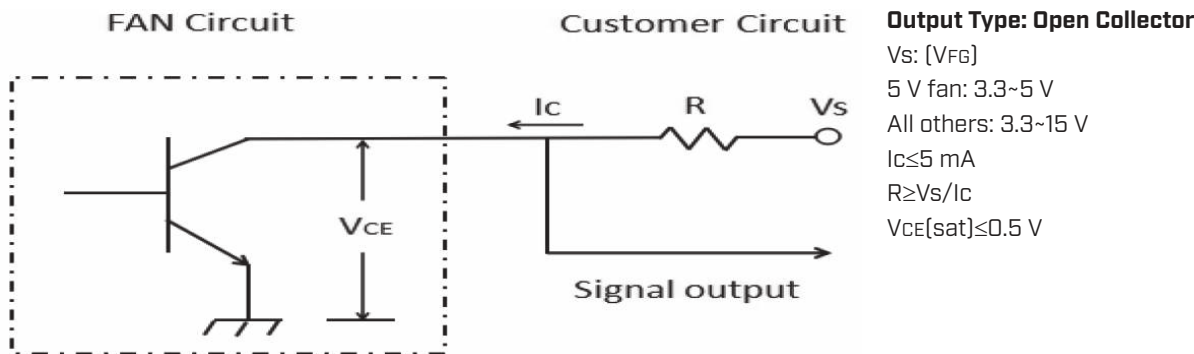 FAN Circuit
Customer Circuit
Ic
R
Vs
VCE
Signal output
Output Type: Open Collector
Vs: (VFG)
5 V fan: 3.3~5 V
All others: 3.3~15 V
Ic≤5 mA
R≥Vs/Ic
VCE(sat)≤0.5 V